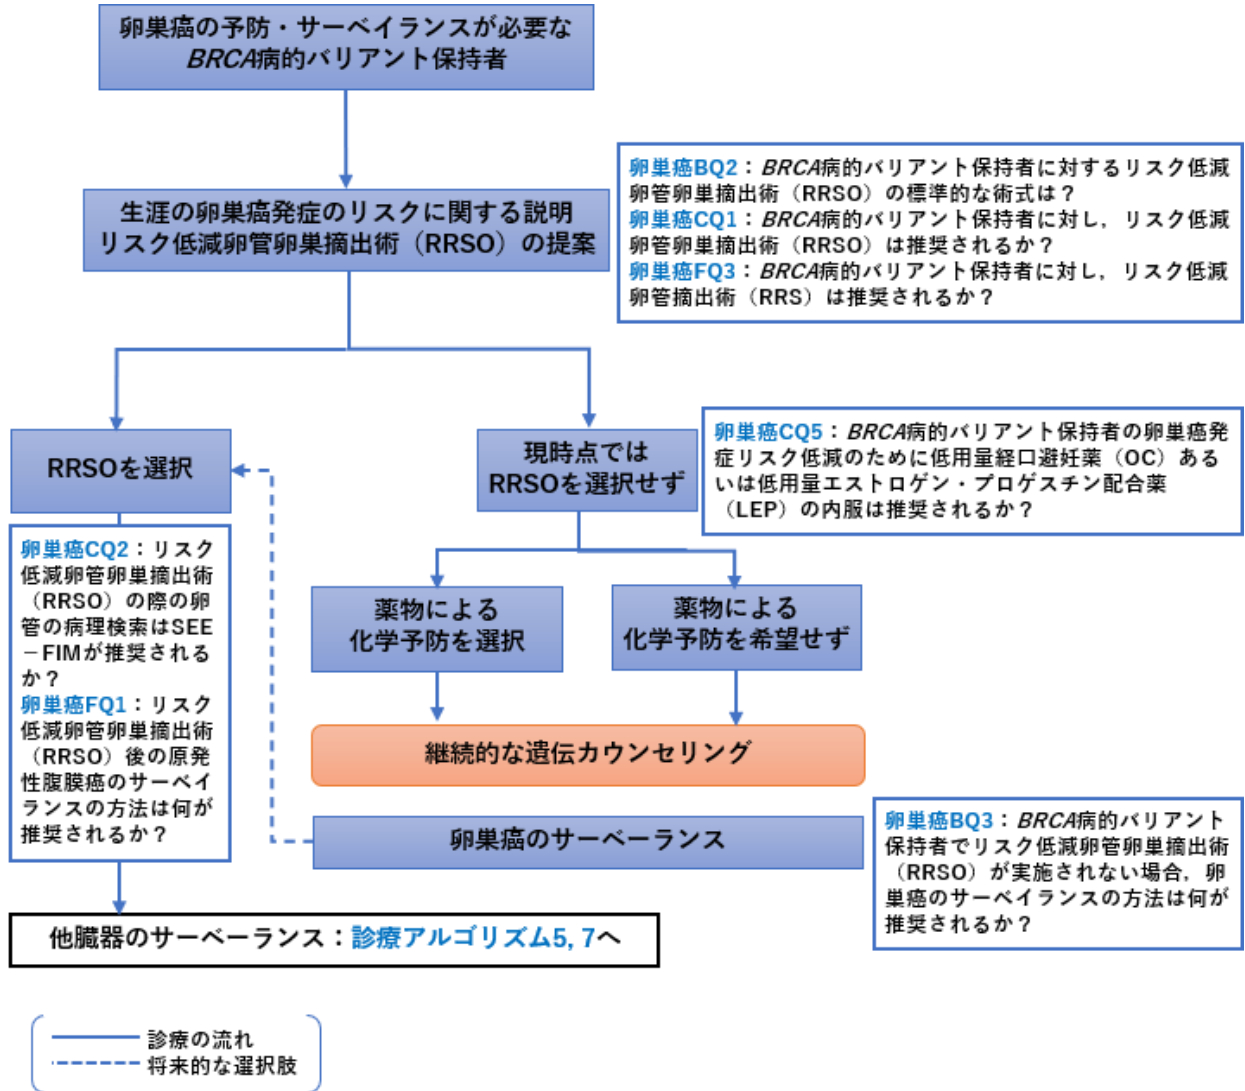 卵巣癌の予防・サーベイランスが必要な
BRCA病的バリアント保持者
生涯の卵巣癌発症のリスクに関する説明
リスク低減卵管卵巣摘出術（RRSO）の提案
卵巣癌BQ2：BRCA病的バリアント保持者に対するリスク低減
卵管卵巣摘出術（RRSO）の標準的な術式は？
卵巣癌CQ1：BRCA病的バリアント保持者に対し，リスク低減
卵管卵巣摘出術（RRSO）は推奨されるか？
卵巣癌FQ3：BRCA病的バリアント保持者に対し，リスク低減
卵管摘出術（RRS）は推奨されるか？
RRSOを選択
現時点では
RRSOを選択せず
卵巣癌CQ5：BRCA病的バリアント保持者の卵巣癌発
症リスク低減のために低用量経口避妊薬（OC）ある
いは低用量エストロゲン・プロゲスチン配合薬
（LEP）の内服は推奨されるか？
卵巣癌CQ2：リスク
低減卵管卵巣摘出術
（RRSO）の際の卵
管の病理検索はSEE
－FIMが推奨される
か？
卵巣癌FQ1：リスク
低減卵管卵巣摘出術
（RRSO）後の原発
性腹膜癌のサーベイ
ランスの方法は何が
推奨されるか？
薬物による
化学予防を選択
薬物による
化学予防を希望せず
継続的な遺伝カウンセリング
卵巣癌のサーベーランス
卵巣癌BQ3：BRCA病的バリアント
保持者でリスク低減卵管卵巣摘出術
（RRSO）が実施されない場合，卵
巣癌のサーベイランスの方法は何が
推奨されるか？
他臓器のサーベーランス：診療アルゴリズム5, 7へ
診療の流れ
将来的な選択肢